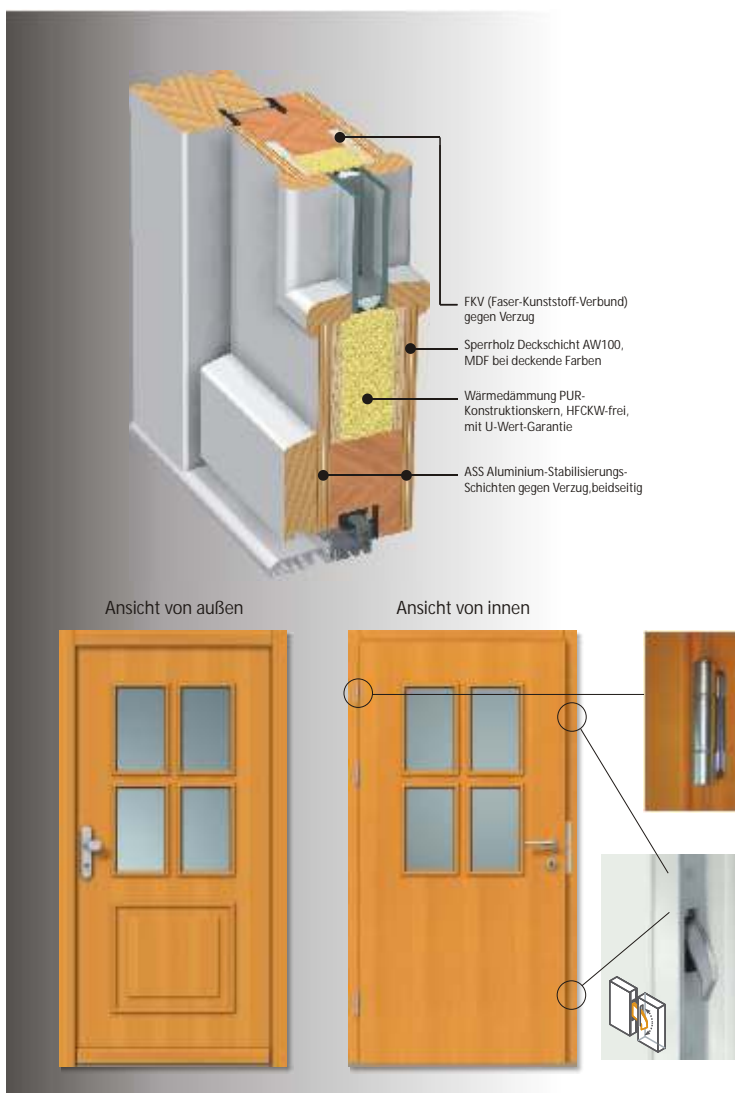 FKV (Faser-Kunststoff-Verbund)
gegen Verzug
Sperrholz Deckschicht AW100,
MDF bei deckende Farben
Wärmedämmung PUR-
Konstruktionskern, HFCKW-frei,
mit U-Wert-Garantie
ASS Aluminium-Stabilisierungs-
Schichten gegen Verzug,beidseitig
Ansicht von außen
Ansicht von innen